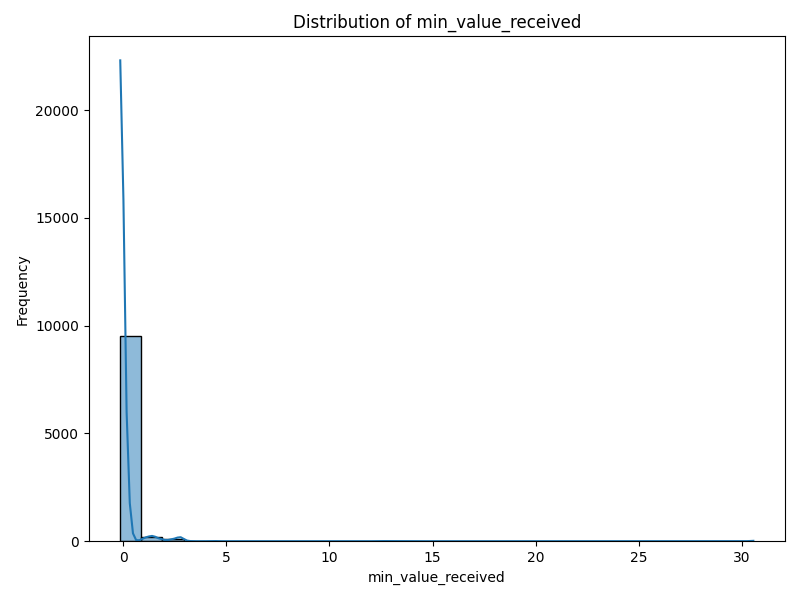 Distribution of min_value_received
20000
15000
10000
5000
0
Frequency
0 5 10 15 20 25 30
min_value_received